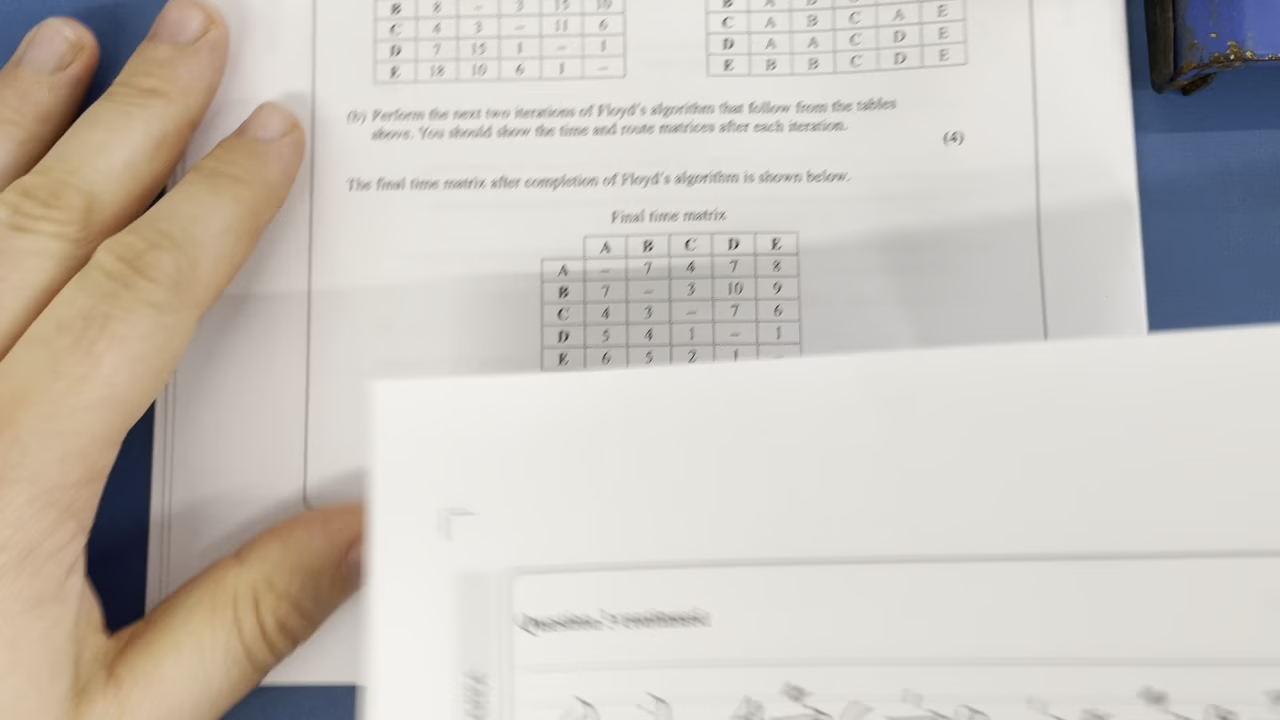 B 8 - 3 15 10
C 4 3 - 11 6
D 7 15 1 - 1
E 18 10 6 1 -
C A B C A E
D A A C D E
E B B C D E
(b) Perform the next two iterations of Floyd's algorithm that follow from the tables
above. You should show the time and route matrices after each iteration.
(4)
The final time matrix after completion of Floyd's algorithm is shown below.
Final time matrix
A B C D E
A - 7 4 7 8
B 7 - 3 10 9
C 4 3 - 7 6
D 5 4 1 - 1
E 6 5 2 1